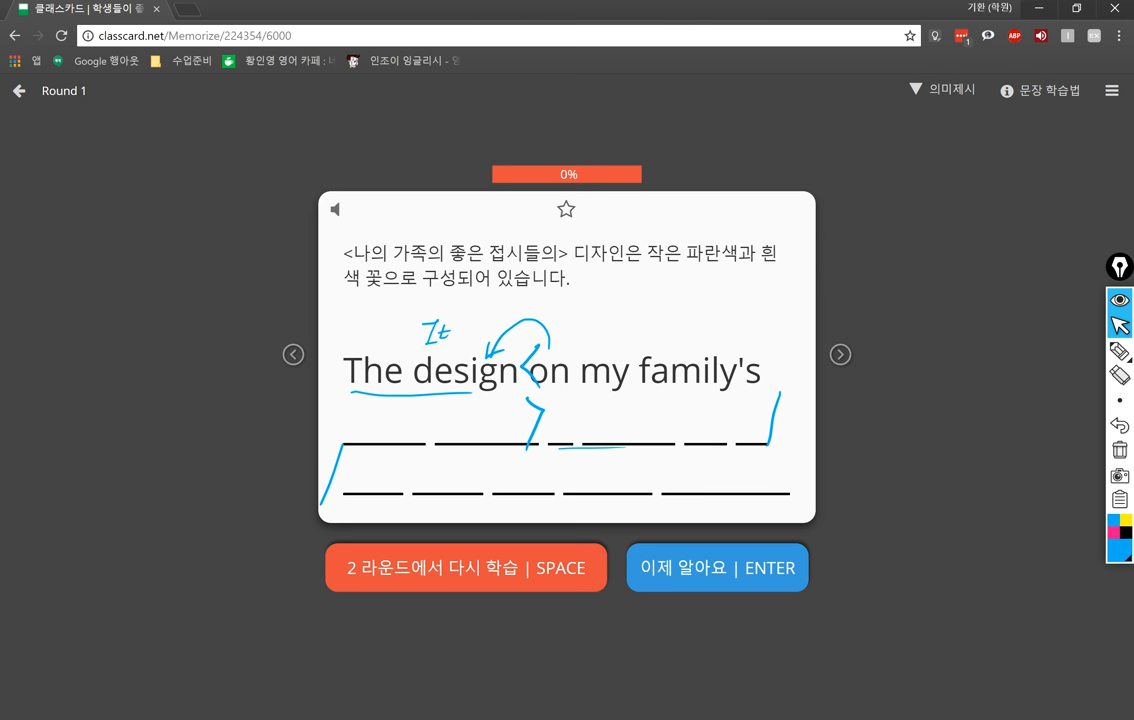 클래스카드 | 학생들이 즐
기환 (학원)
classcard.net/Memorize/224354/6000
1
ABP
앱
Google 행아웃
수업준비
황인영 영어 카페 : 네
인조이 잉글리시 -
Round 1
의미제시
문장 학습법
0%
<나의 가족의 좋은 접시들의> 디자인은 작은 파란색과 흰
색 꽃으로 구성되어 있습니다.
It
The design on my family's
2 라운드에서 다시 학습 | SPACE
이제 알아요 | ENTER